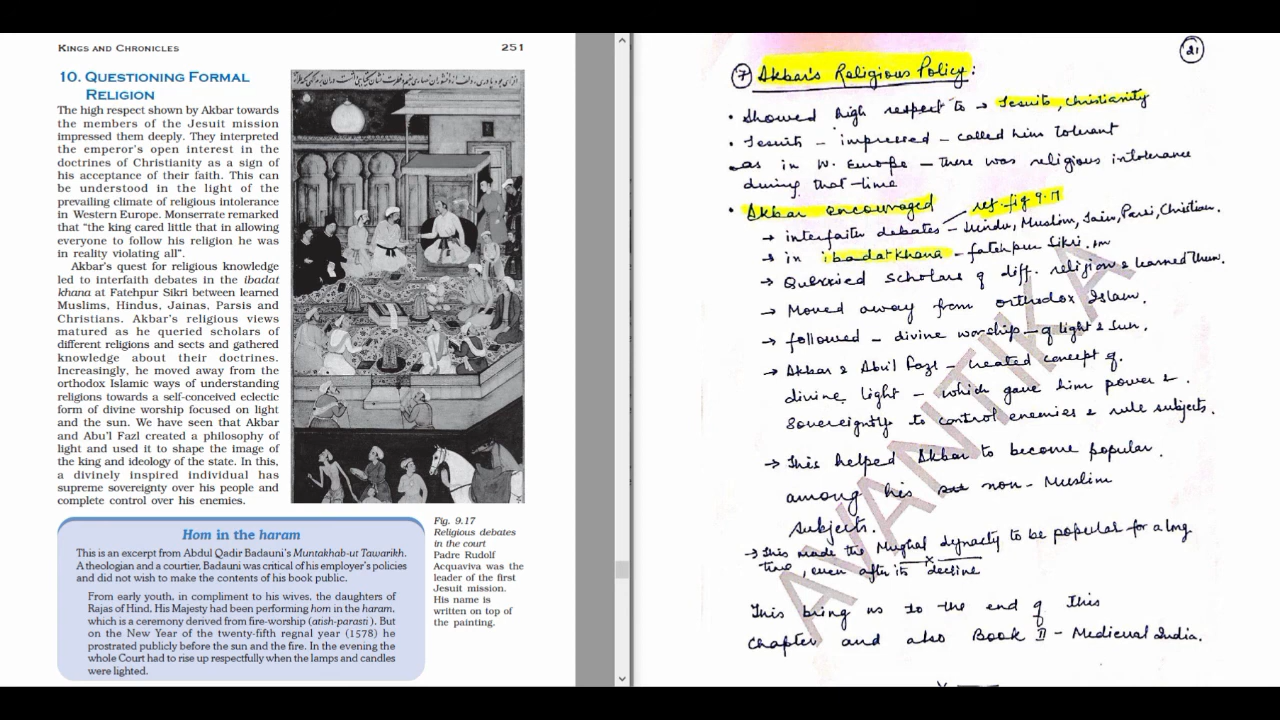 KINGS AND CHRONICLES
251
10. QUESTIONING FORMAL
RELIGION
The high respect shown by Akbar towards
the members of the Jesuit mission
impressed them deeply. They interpreted
the emperor's open interest in the
doctrines of Christianity as a sign of
his acceptance of their faith. This can
be understood in the light of the
prevailing climate of religious intolerance
in Western Europe. Monserrate remarked
that "the king cared little that in allowing
everyone to follow his religion he was
in reality violating all".
Akbar's quest for religious knowledge
led to interfaith debates in the ibadat
khana at Fatehpur Sikri between learned
Muslims, Hindus, Jainas, Parsis and
Christians. Akbar's religious views
matured as he queried scholars of
different religions and sects and gathered
knowledge about their doctrines.
Increasingly, he moved away from the
orthodox Islamic ways of understanding
religions towards a self-conceived eclectic
form of divine worship focused on light
and the sun. We have seen that Akbar
and Abu'l Fazl created a philosophy of
light and used it to shape the image of
the king and ideology of the state. In this,
a divinely inspired individual has
supreme sovereignty over his people and
complete control over his enemies.
Hom in the haram
This is an excerpt from Abdul Qadir Badauni's Muntakhab-ut Tawarikh.
A theologian and a courtier, Badauni was critical of his employer's policies
and did not wish to make the contents of his book public.
From early youth, in compliment to his wives, the daughters of
Rajas of Hind, His Majesty had been performing hom in the haram,
which is a ceremony derived from fire-worship (atish-parasti). But
on the New Year of the twenty-fifth regnal year (1578) he
prostrated publicly before the sun and the fire. In the evening the
whole Court had to rise up respectfully when the lamps and candles
were lighted.
Fig. 9.17
Religious debates
in the court
Padre Rudolf
Acquaviva was the
leader of the first
Jesuit mission.
His name is
written on top of
the painting.
21
7 Akbar's Religious Policy:
• Showed high respect to → Jesuits, Christianity
• Jesuits - impressed - called him tolerant
as in W. Europe - there was religious intolerance
during that time
• Akbar encouraged ref. fig 9.17
→ interfaith debates - Hindu, Muslim, Jain, Parsi, Christian.
→ in ibadatkhana - fatehpur Sikri.
→ Querried scholars of diff. religion & learned them.
→ Moved away from orthodox Islam.
→ followed - divine worship - of light & sun.
→ Akbar & Abu'l Fazl - created concept of
divine light - which gave him power &
sovereignty to control enemies & rule subjects.
→ This helped Akbar to become popular
among his non-Muslim
subjects.
→ This made the Mughal dynasty to be popular for a long
time, even after its decline
This bring us to the end of this
chapter and also Book II - Medieval India.
AVANTIKA